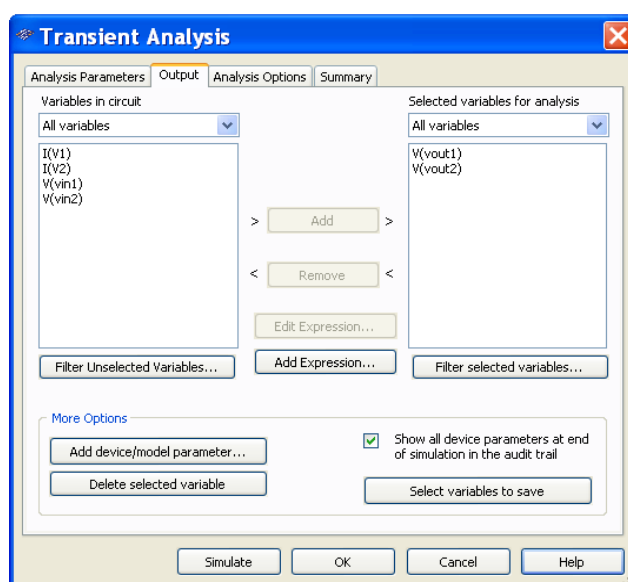 Transient Analysis
Analysis Parameters Output Analysis Options Summary
Variables in circuit
Selected variables for analysis
All variables
All variables
I(V1)
I(V2)
V(vin1)
V(vin2)
V(vout1)
V(vout2)
> Add >
< Remove <
Edit Expression...
Add Expression...
Filter Unselected Variables...
Filter selected variables...
More Options
Add device/model parameter...
Delete selected variable
Show all device parameters at end
of simulation in the audit trail
Select variables to save
Simulate OK Cancel Help